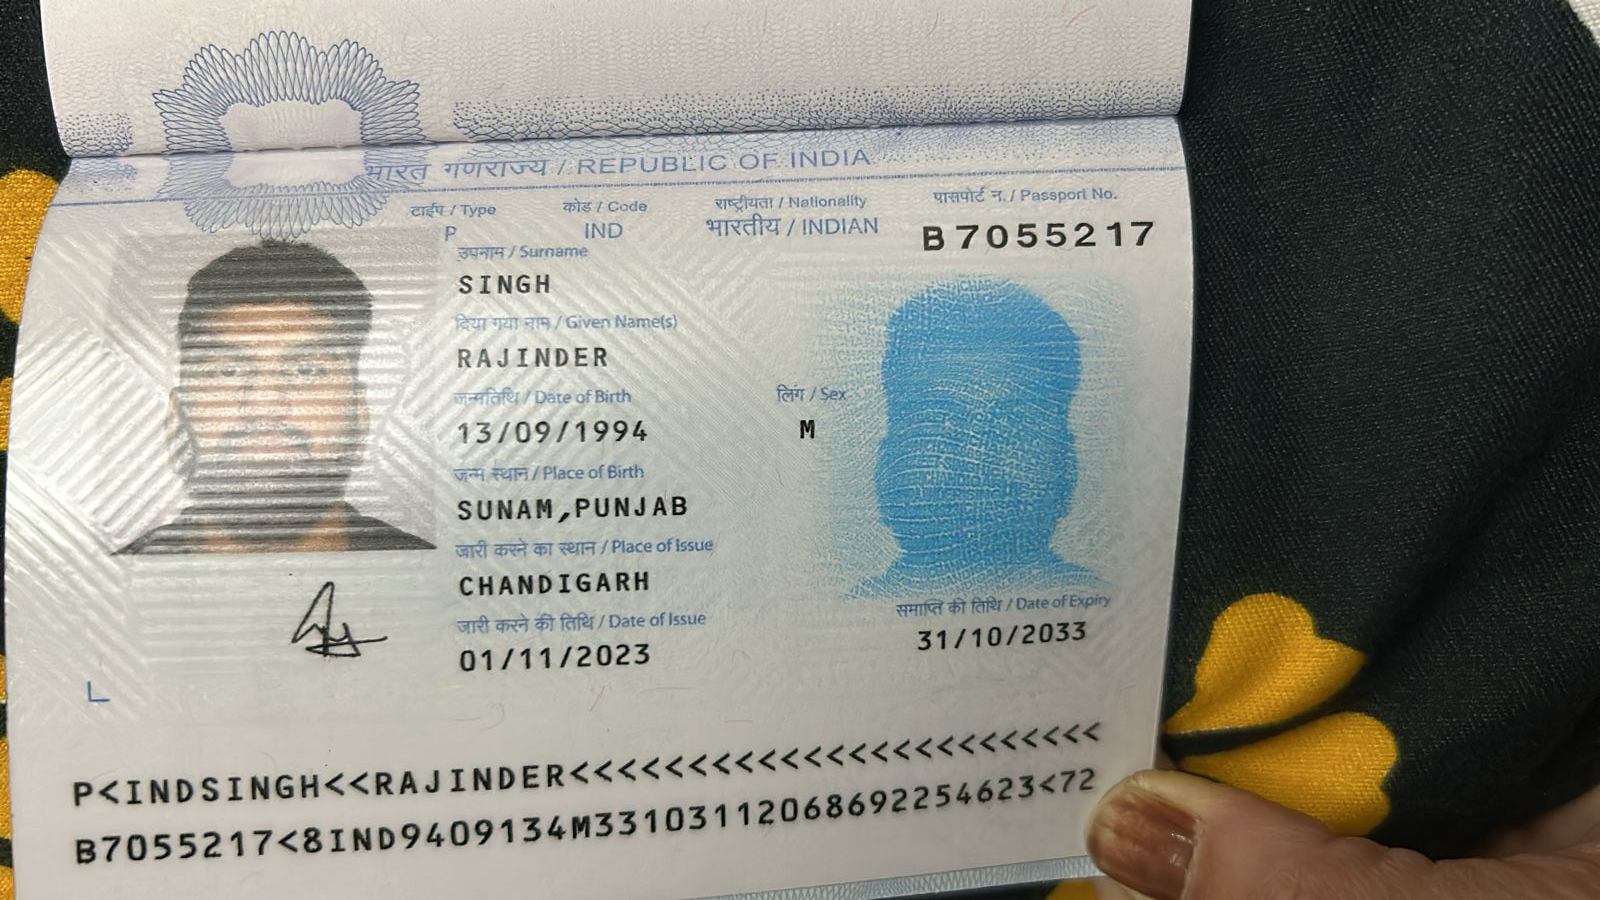 भारत गणराज्य / REPUBLIC OF INDIA
टाईप / Type कोड / Code राष्ट्रीयता / Nationality पासपोर्ट न. / Passport No.
P IND भारतीय / INDIAN B7055217
उपनाम / Surname
SINGH
दिया गया नाम / Given Name(s)
RAJINDER
जन्मतिथि / Date of Birth लिंग / Sex
13/09/1994 M
जन्म स्थान / Place of Birth
SUNAM,PUNJAB
जारी करने का स्थान / Place of Issue
CHANDIGARH
जारी करने की तिथि / Date of Issue समाप्ति की तिथि / Date of Expiry
01/11/2023 31/10/2033
P<INDSINGH<<RAJINDER<<<<<<<<<<<<<<<<<<<<<<<<
B7055217<8IND9409134M33103112068692254623<72